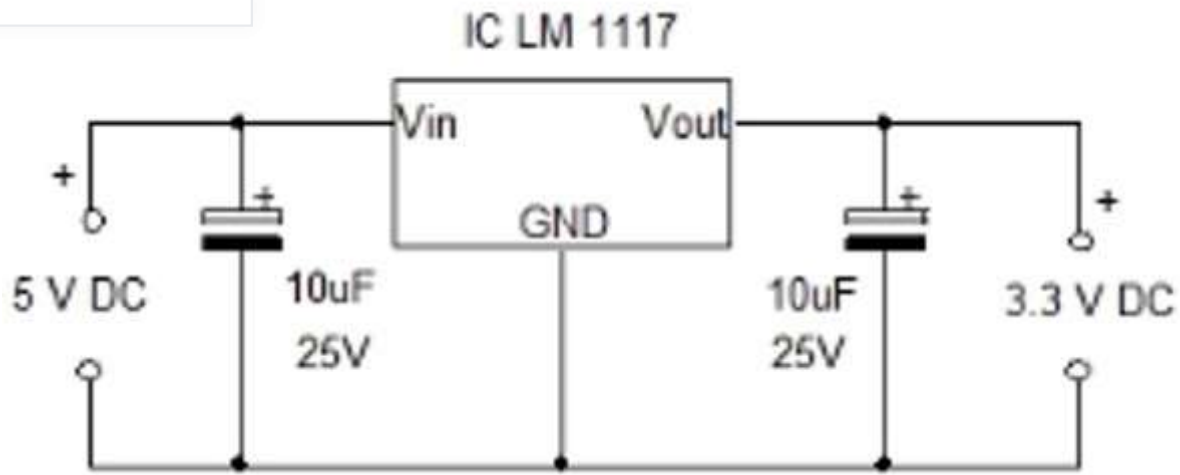 IC LM 1117
Vin
Vout
+
+
+
+
GND
5 V DC
10uF
25V
10uF
25V
3.3 V DC